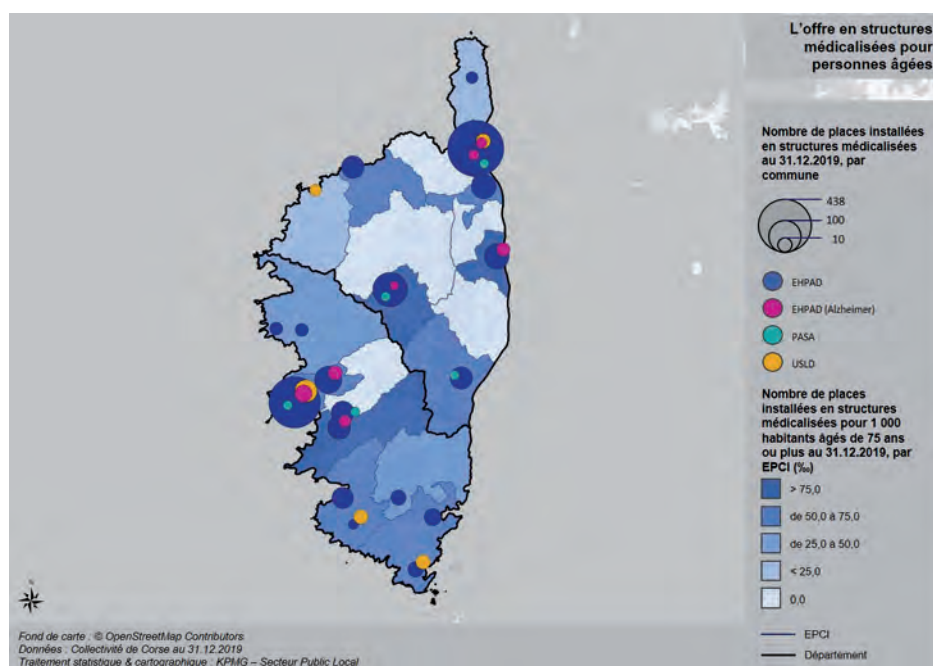 L'offre en structures
médicalisées pour
personnes âgées
Nombre de places installées
en structures médicalisées
au 31.12.2019, par
commune
438
100
10
EHPAD
EHPAD (Alzheimer)
PASA
USLD
Nombre de places
installées en structures
médicalisées pour 1 000
habitants âgés de 75 ans
ou plus au 31.12.2019, par
EPCI (‰)
> 75,0
de 50,0 à 75,0
de 25,0 à 50,0
< 25,0
0,0
EPCI
Département
N
Fond de carte : © OpenStreetMap Contributors
Données : Collectivité de Corse au 31.12.2019
Traitement statistique & cartographique : KPMG – Secteur Public Local